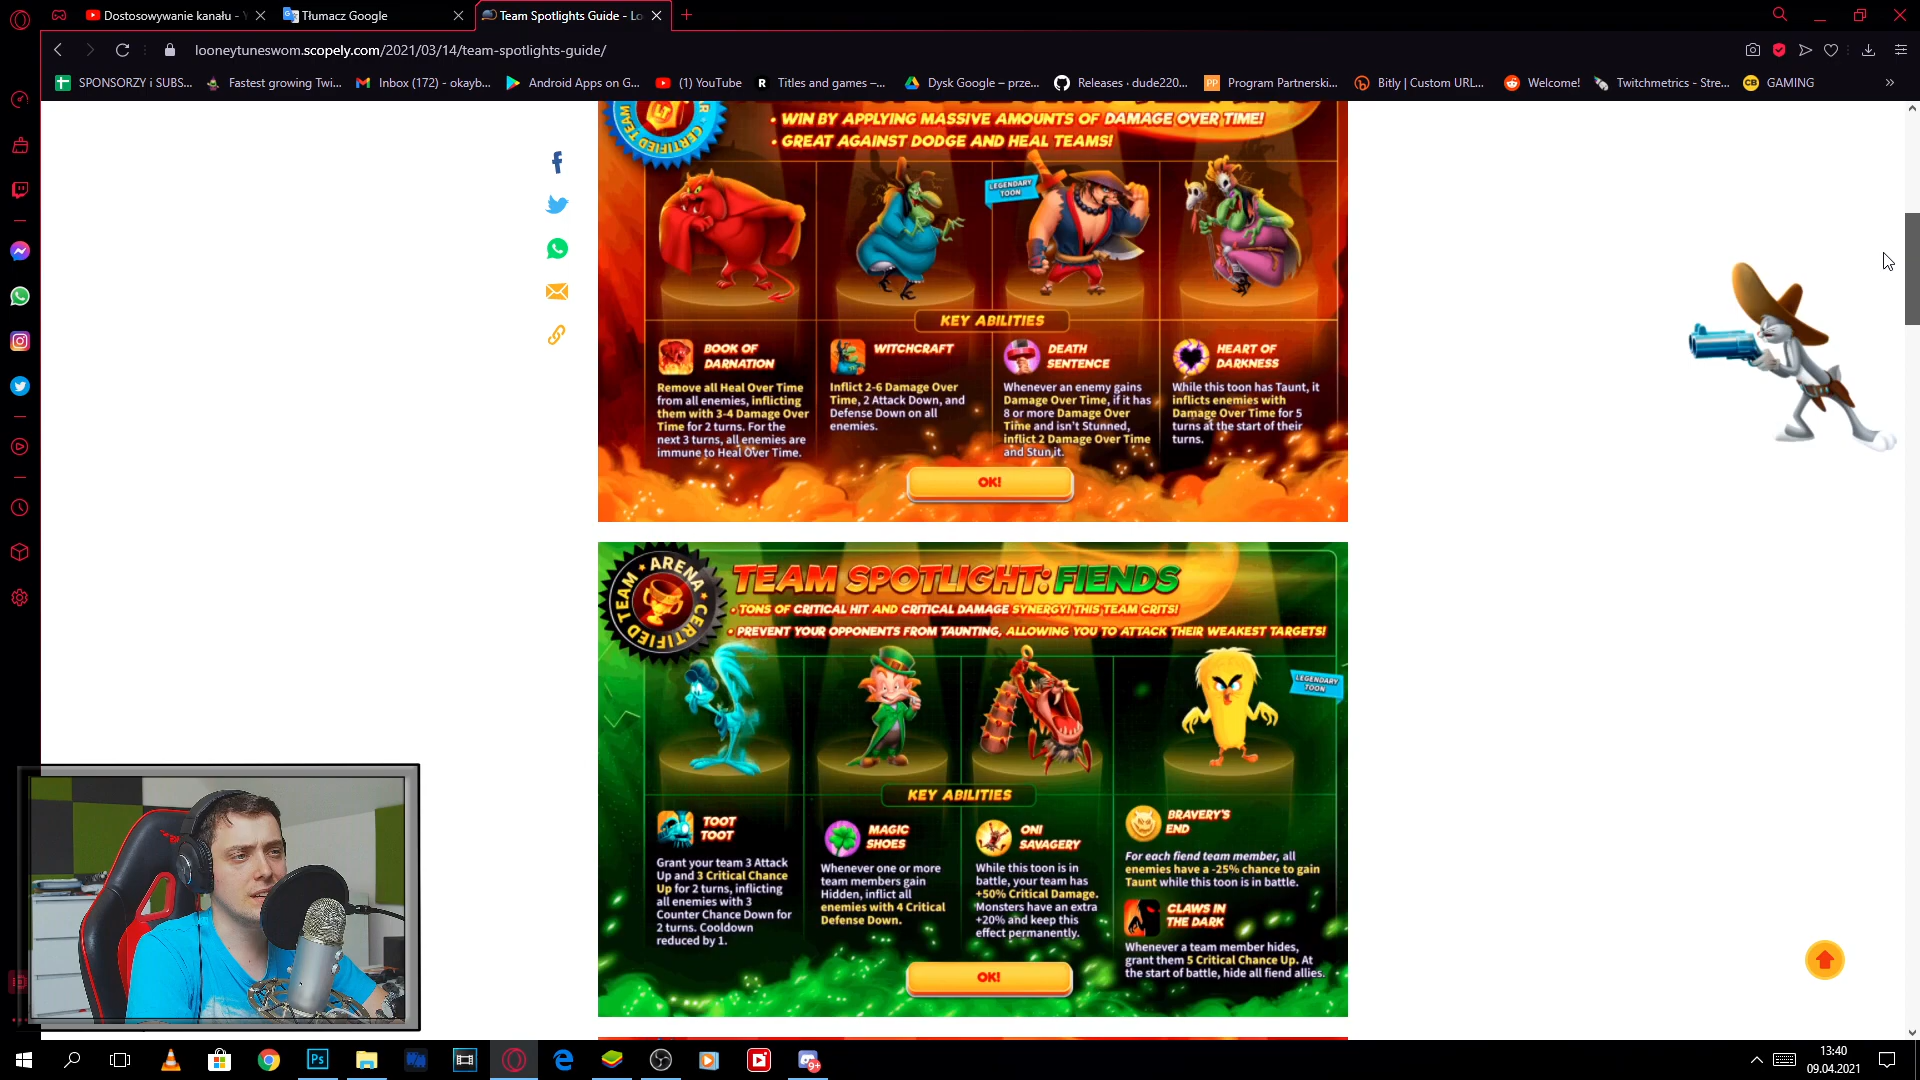 Dostosowywanie kanału -
Tłumacz Google
Team Spotlights Guide - Lo
looneytuneswom.scopely.com/2021/03/14/team-spotlights-guide/
SPONSORZY i SUBS...
Fastest growing Twi...
Inbox (172) - okayb...
Android Apps on G...
(1) YouTube
Titles and games –...
Dysk Google – prze...
Releases · dude220...
Program Partnerski...
Bitly | Custom URL...
Welcome!
Twitchmetrics - Stre...
GAMING
TEAM
CERTIFIED
LT
• WIN BY APPLYING MASSIVE AMOUNTS OF DAMAGE OVER TIME!
• GREAT AGAINST DODGE AND HEAL TEAMS!
LEGENDARY
TOON
KEY ABILITIES
BOOK OF
DARNATION
Remove all Heal Over Time
from all enemies, inflicting
them with 3-4 Damage Over
Time for 2 turns. For the
next 3 turns, all enemies are
immune to Heal Over Time.
WITCHCRAFT
Inflict 2-6 Damage Over
Time, 2 Attack Down, and
Defense Down on all
enemies.
DEATH
SENTENCE
Whenever an enemy gains
Damage Over Time, if it has
8 or more Damage Over
Time and isn't Stunned,
inflict 2 Damage Over Time
and Stun it.
HEART OF
DARKNESS
While this toon has Taunt, it
inflicts enemies with
Damage Over Time for 5
turns at the start of their
turns.
OK!
TEAM ★ ARENA ★ CERTIFIED
TEAM SPOTLIGHT: FIENDS
• TONS OF CRITICAL HIT AND CRITICAL DAMAGE SYNERGY! THIS TEAM CRITS!
• PREVENT YOUR OPPONENTS FROM TAUNTING, ALLOWING YOU TO ATTACK THEIR WEAKEST TARGETS!
LEGENDARY
TOON
KEY ABILITIES
TOOT
TOOT
Grant your team 3 Attack
Up and 3 Critical Chance
Up for 2 turns, inflicting
all enemies with 3
Counter Chance Down for
2 turns. Cooldown
reduced by 1.
MAGIC
SHOES
Whenever one or more
team members gain
Hidden, inflict all
enemies with 4 Critical
Defense Down.
ONI
SAVAGERY
While this toon is in
battle, your team has
+50% Critical Damage.
Monsters have an extra
+20% and keep this
effect permanently.
BRAVERY'S
END
For each fiend team member, all
enemies have a -25% chance to gain
Taunt while this toon is in battle.
CLAWS IN
THE DARK
Whenever a team member hides,
grant them 5 Critical Chance Up. At
the start of battle, hide all fiend allies.
OK!
Ps
9+
13:40
09.04.2021